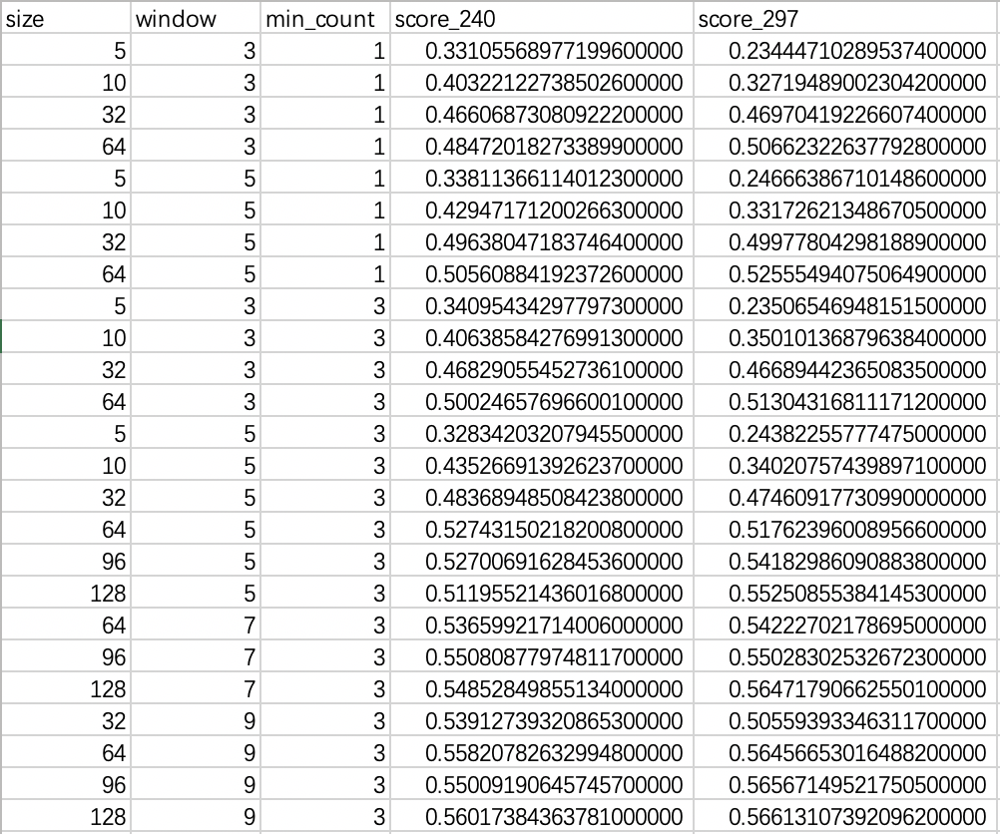 size window min_count score_240 score_297
5 3 1 0.33105568977199600000 0.23444710289537400000
10 3 1 0.40322122738502600000 0.32719489002304200000
32 3 1 0.46606873080922200000 0.46970419226607400000
64 3 1 0.48472018273389900000 0.50662322637792800000
5 5 1 0.33811366114012300000 0.24666386710148600000
10 5 1 0.42947171200266300000 0.33172621348670500000
32 5 1 0.49638047183746400000 0.49977804298188900000
64 5 1 0.50560884192372600000 0.52555494075064900000
5 3 3 0.34095434297797300000 0.23506546948151500000
10 3 3 0.40638584276991300000 0.35010136879638400000
32 3 3 0.46829055452736100000 0.46689442365083500000
64 3 3 0.50024657696600100000 0.51304316811171200000
5 5 3 0.32834203207945500000 0.24382255777475000000
10 5 3 0.43526691392623700000 0.34020757439897100000
32 5 3 0.48368948508423800000 0.47460917730990000000
64 5 3 0.52743150218200800000 0.51762396008956600000
96 5 3 0.52700691628453600000 0.54182986090883800000
128 5 3 0.51195521436016800000 0.55250855384145300000
64 7 3 0.53659921714006000000 0.54222702178695000000
96 7 3 0.55080877974811700000 0.55028302532672300000
128 7 3 0.54852849855134000000 0.56471790662550100000
32 9 3 0.53912739320865300000 0.50559393346311700000
64 9 3 0.55820782632994800000 0.56456653016488200000
96 9 3 0.55009190645745700000 0.56567149521750500000
128 9 3 0.56017384363781000000 0.56613107392096200000